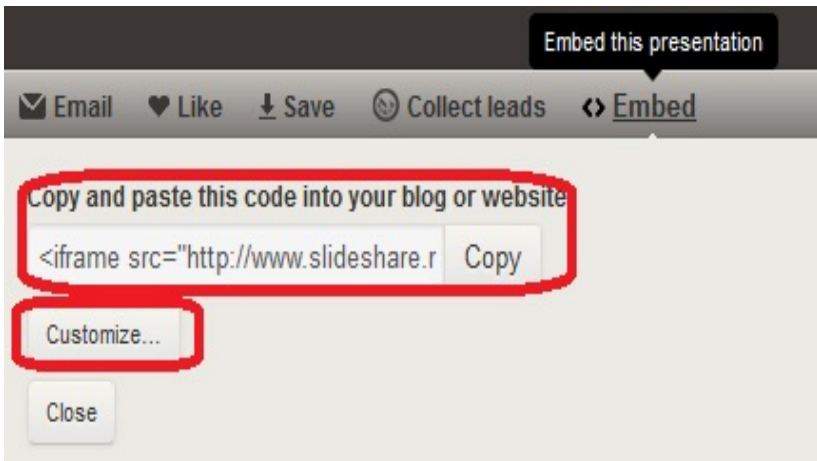 Embed this presentation
Email Like Save Collect leads Embed
Copy and paste this code into your blog or website
<iframe src="http://www.slideshare.r Copy
Customize...
Close